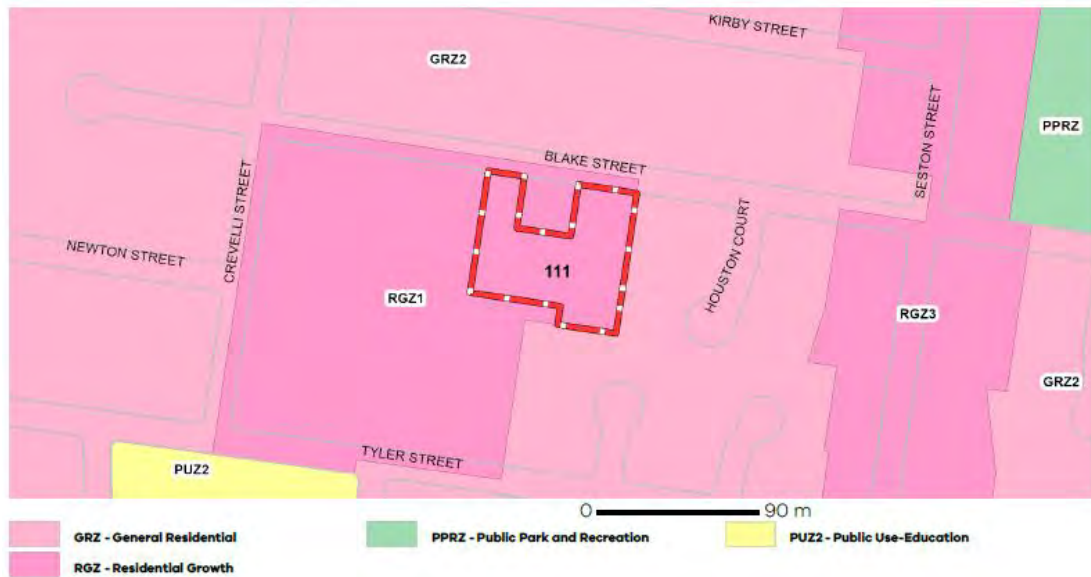 KIRBY STREET
GRZ2
PPRZ
BLAKE STREET
SESTON STREET
CREVELLI STREET
NEWTON STREET
HOUSTON COURT
111
RGZ1
RGZ3
GRZ2
TYLER STREET
PUZ2
0 90 m
GRZ - General Residential
PPRZ - Public Park and Recreation
PUZ2 - Public Use-Education
RGZ - Residential Growth